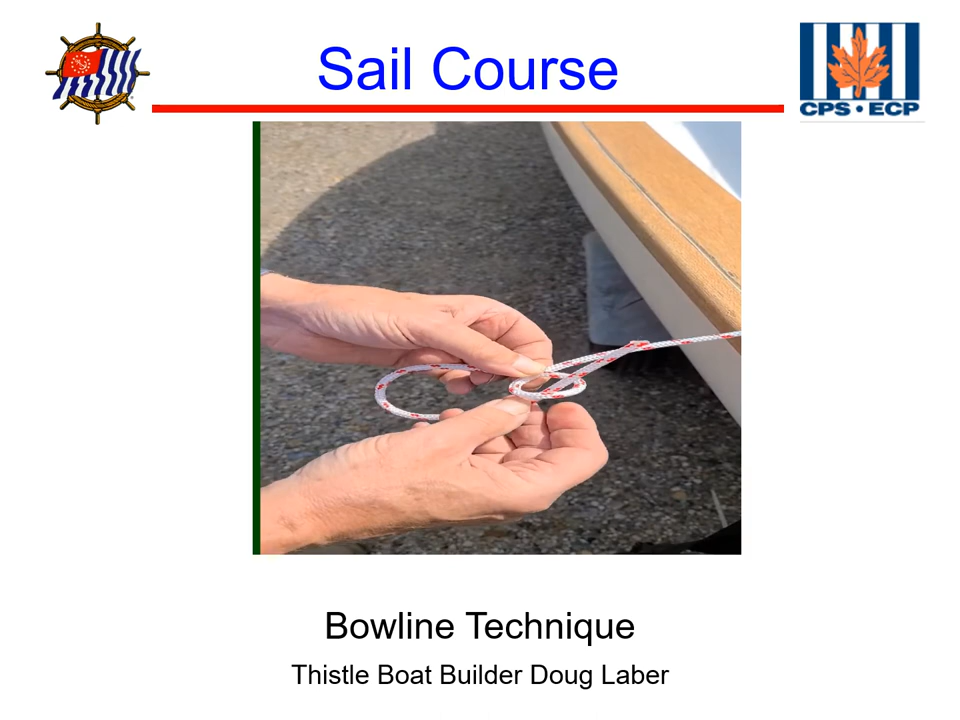 Sail Course
CPS • ECP
Bowline Technique
Thistle Boat Builder Doug Laber